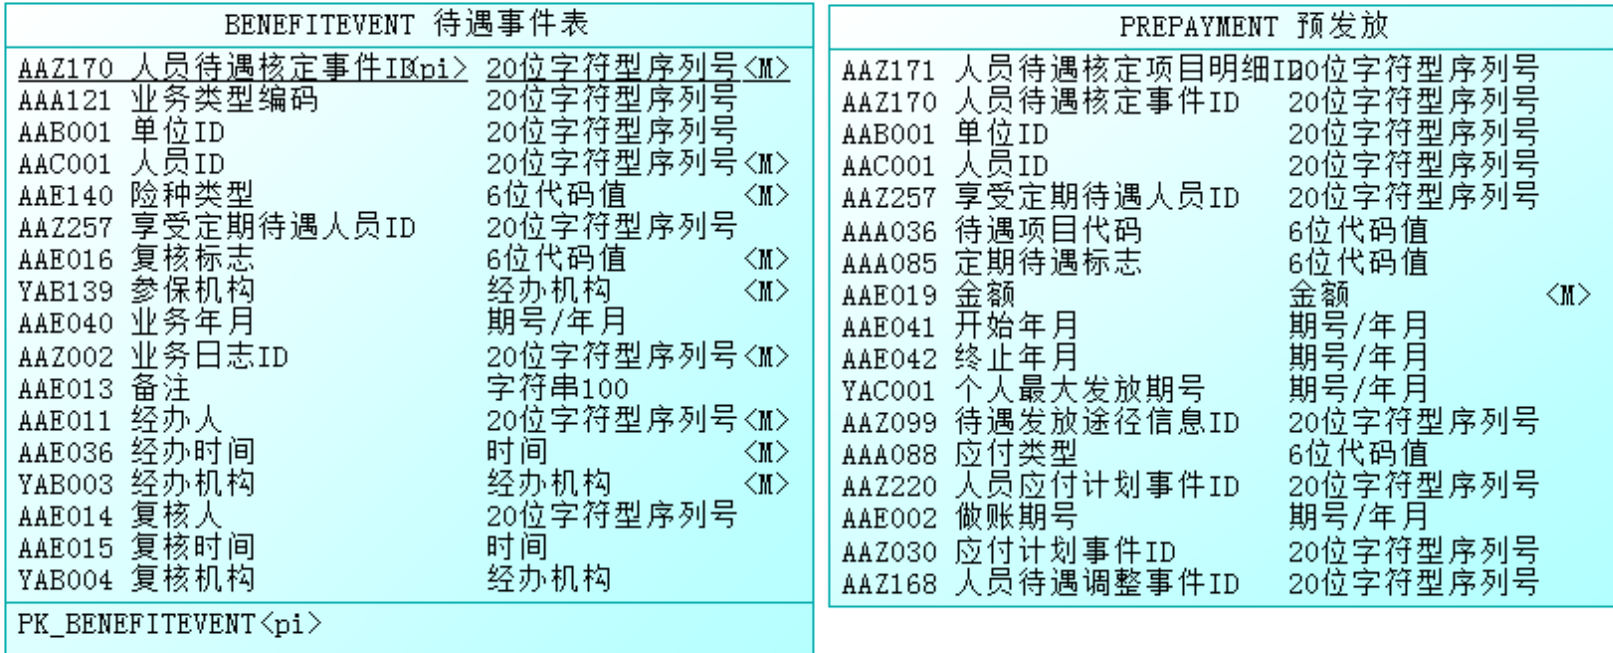 BENEFITEVENT 待遇事件表
AAZ170 人员待遇核定事件ID<pi> 20位字符型序列号<M>
AAA121 业务类型编码 20位字符型序列号
AAB001 单位ID 20位字符型序列号
AAC001 人员ID 20位字符型序列号<M>
AAE140 险种类型 6位代码值 <M>
AAZ257 享受定期待遇人员ID 20位字符型序列号
AAE016 复核标志 6位代码值 <M>
YAB139 参保机构 经办机构 <M>
AAE040 业务年月 期号/年月
AAZ002 业务日志ID 20位字符型序列号<M>
AAE013 备注 字符串100
AAE011 经办人 20位字符型序列号<M>
AAE036 经办时间 时间 <M>
YAB003 经办机构 经办机构 <M>
AAE014 复核人 20位字符型序列号
AAE015 复核时间 时间
YAB004 复核机构 经办机构
PK_BENEFITEVENT<pi>
PREPAYMENT 预发放
AAZ171 人员待遇核定项目明细ID20位字符型序列号
AAZ170 人员待遇核定事件ID 20位字符型序列号
AAB001 单位ID 20位字符型序列号
AAC001 人员ID 20位字符型序列号
AAZ257 享受定期待遇人员ID 20位字符型序列号
AAA036 待遇项目代码 6位代码值
AAA085 定期待遇标志 6位代码值
AAE019 金额 金额 <M>
AAE041 开始年月 期号/年月
AAE042 终止年月 期号/年月
YAC001 个人最大发放期号 期号/年月
AAZ099 待遇发放途径信息ID 20位字符型序列号
AAA088 应付类型 6位代码值
AAZ220 人员应付计划事件ID 20位字符型序列号
AAE002 做账期号 期号/年月
AAZ030 应付计划事件ID 20位字符型序列号
AAZ168 人员待遇调整事件ID 20位字符型序列号